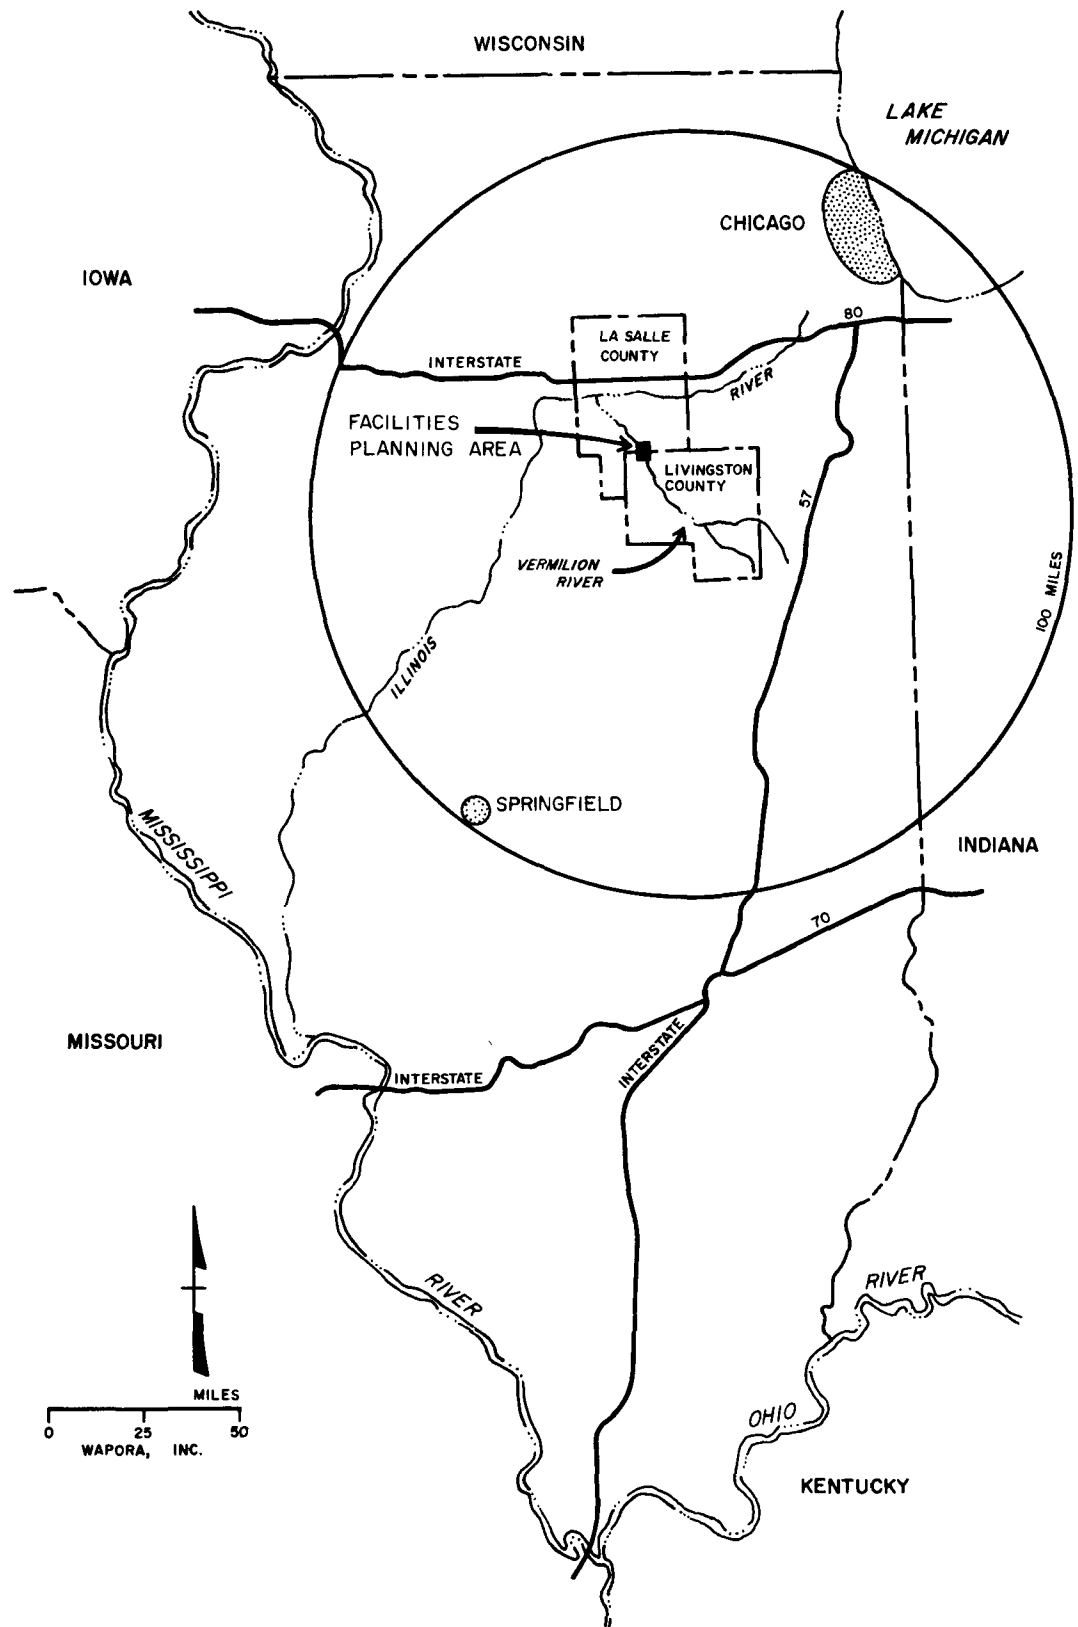 WISCONSIN
LAKE
MICHIGAN
CHICAGO
IOWA
80
LA SALLE
COUNTY
INTERSTATE
RIVER
FACILITIES
PLANNING AREA
LIVINGSTON
COUNTY
57
VERMILION
RIVER
100 MILES
ILLINOIS
SPRINGFIELD
MISSISSIPPI
INDIANA
70
MISSOURI
INTERSTATE
INTERSTATE
RIVER
RIVER
MILES
0 25 50
WAPORA, INC.
OHIO
KENTUCKY